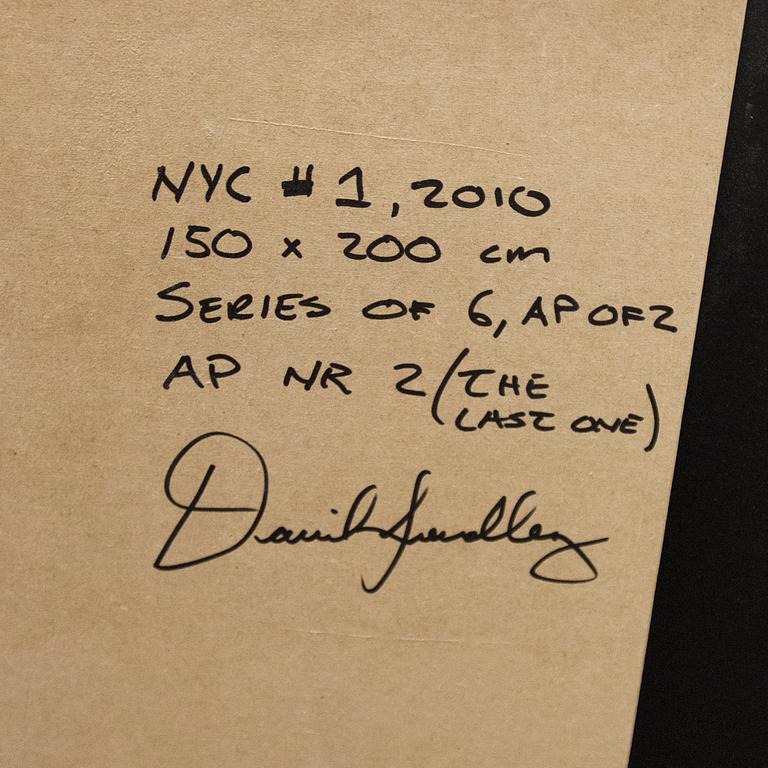 NYC # 1, 2010
150 x 200 cm
SERIES OF 6, AP OF 2
AP NR 2 (THE
LAST ONE)